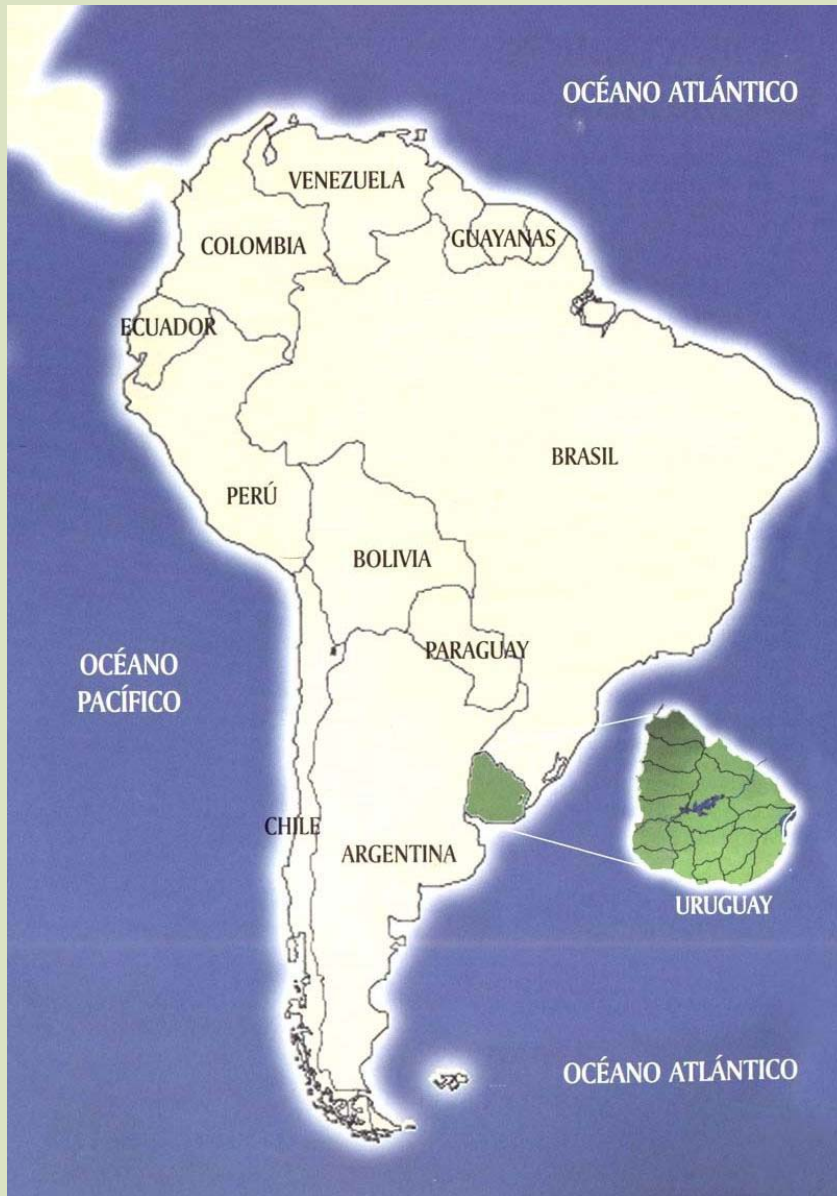 OCÉANO ATLÁNTICO
VENEZUELA
COLOMBIA
GUAYANAS
ECUADOR
BRASIL
PERÚ
BOLIVIA
PARAGUAY
OCÉANO
PACÍFICO
CHILE
ARGENTINA
URUGUAY
OCÉANO ATLÁNTICO